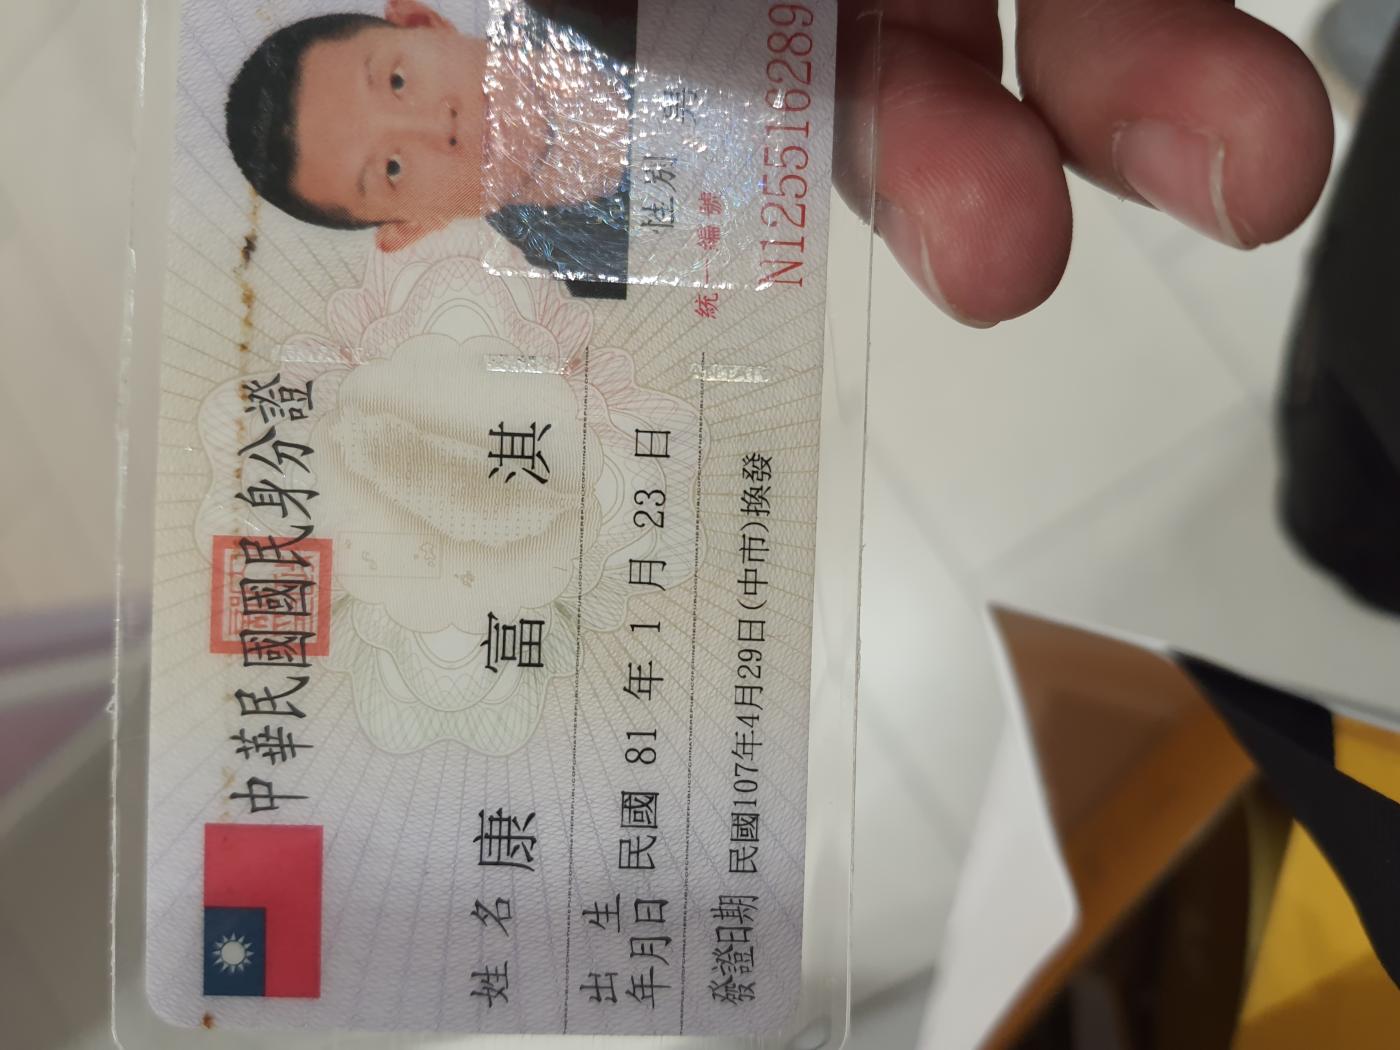 中華民國國民身分證
姓名 康富淇
出生年月日 民國 81 年 1 月 23 日
性別 男
發證日期 民國107年4月29日(中市)換發
統一編號
N125516289